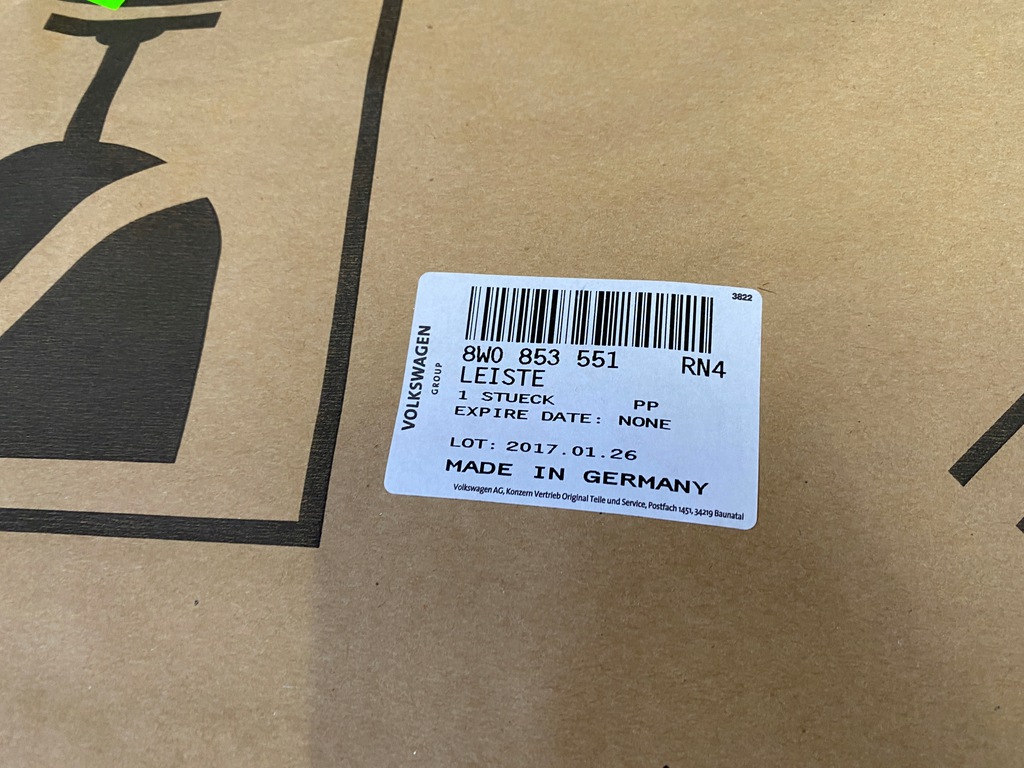 3822
VOLKSWAGEN
GROUP
8W0 853 551 RN4
LEISTE
1 STUECK PP
EXPIRE DATE: NONE
LOT: 2017.01.26
MADE IN GERMANY
Volkswagen AG, Konzern Vertrieb Original Teile und Service, Postfach 1451, 34219 Baunatal